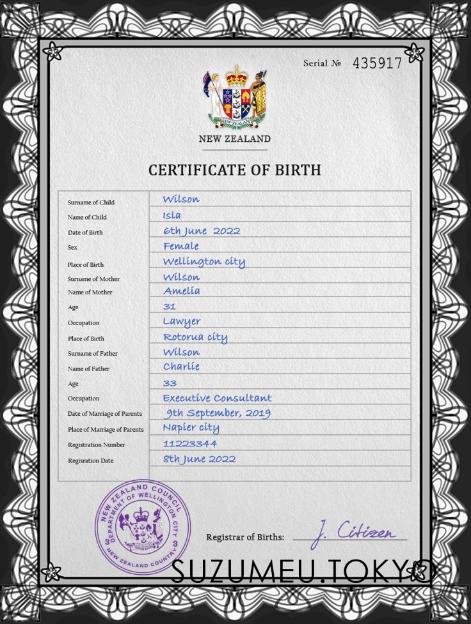 Serial № 435917
NEW ZEALAND
CERTIFICATE OF BIRTH
Surname of Child Wilson
Name of Child Isla
Date of Birth 6th June 2022
Sex Female
Place of Birth Wellington city
Surname of Mother Wilson
Name of Mother Amelia
Age 31
Occupation Lawyer
Place of Birth Rotorua city
Surname of Father Wilson
Name of Father Charlie
Age 33
Occupation Executive Consultant
Date of Marriage of Parents 9th September, 2019
Place of Marriage of Parents Napier city
Registration Number 11223344
Registration Date 8th June 2022
NEW ZEALAND COUNCIL
DEPARTMENT OF WELLINGTON CITY
NEW ZEALAND COUNTRY
Registrar of Births: J. Citizen
SUZUMEU.TOKYO